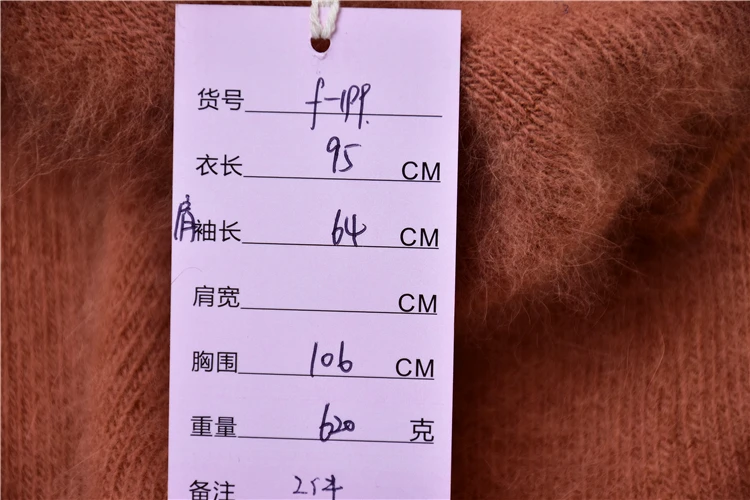 货号 f-199.
衣长 95 CM
肩袖长 64 CM
肩宽 CM
胸围 106 CM
重量 620 克
备注